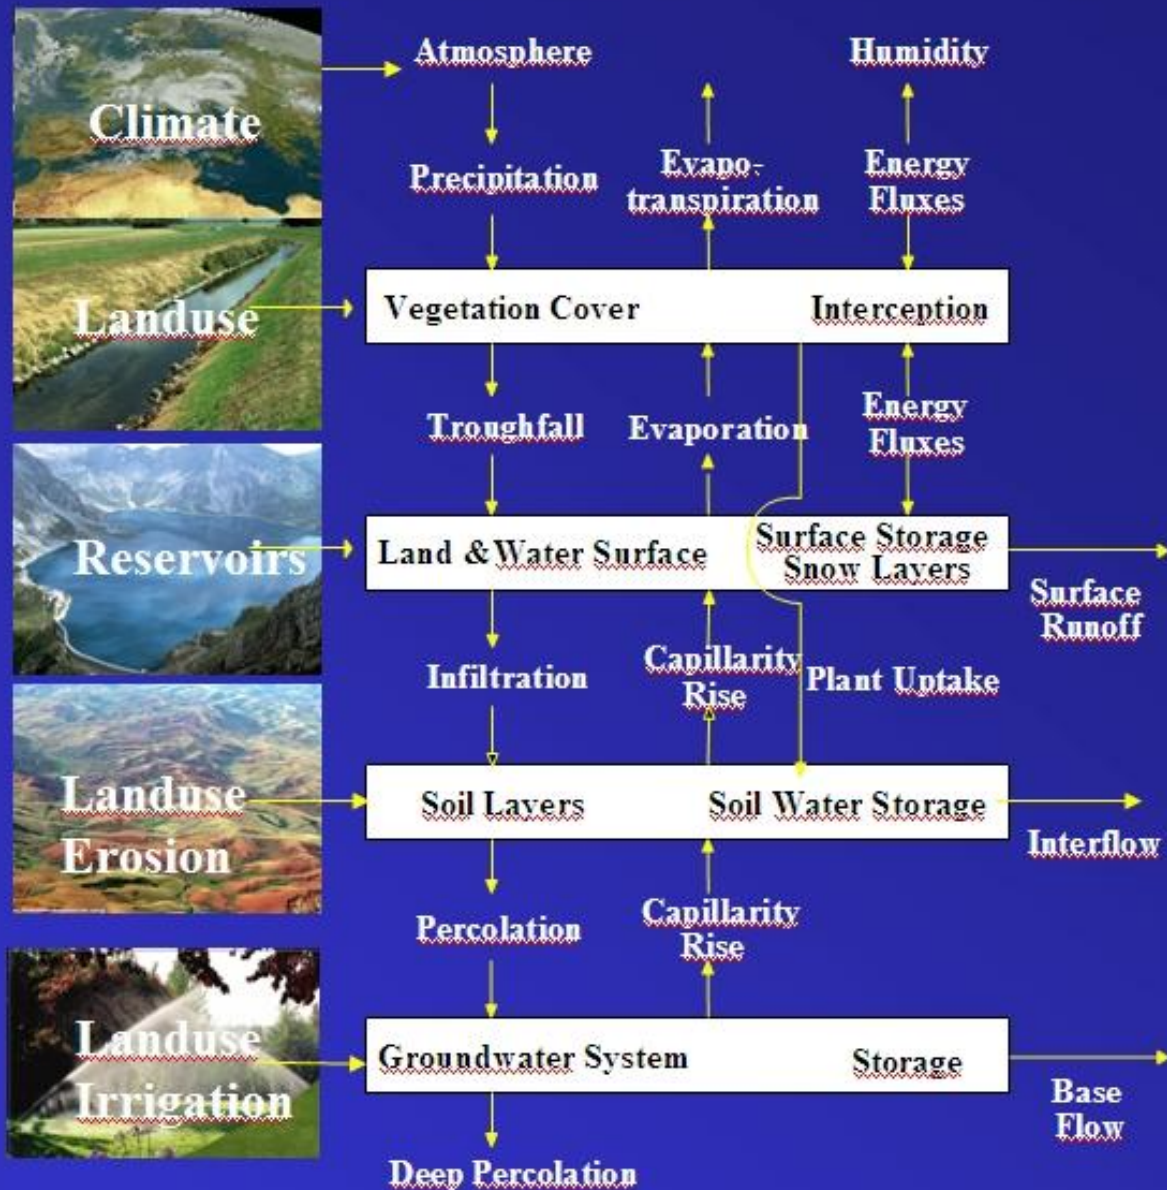 Climate
Atmosphere
Humidity
Precipitation
Evapo-
transpiration
Energy
Fluxes
Landuse
Vegetation Cover
Interception
Troughfall
Evaporation
Energy
Fluxes
Reservoirs
Land & Water Surface
Surface Storage
Snow Layers
Surface
Runoff
Infiltration
Capillarity
Rise
Plant Uptake
Landuse
Erosion
Soil Layers
Soil Water Storage
Interflow
Percolation
Capillarity
Rise
Landuse
Irrigation
Groundwater System
Storage
Base
Flow
Deep Percolation